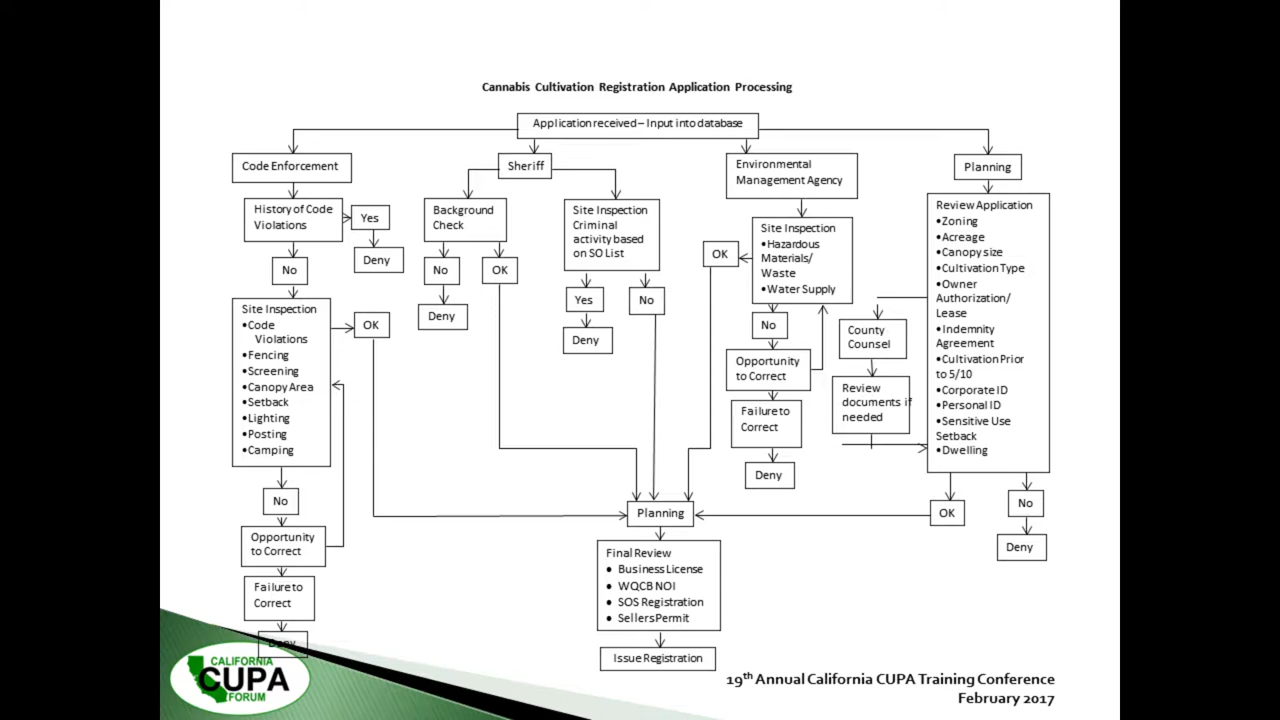 Cannabis Cultivation Registration Application Processing
Application received – Input into database
Code Enforcement
History of Code
Violations
Yes
Deny
No
Site Inspection
•Code
Violations
•Fencing
•Screening
•Canopy Area
•Setback
•Lighting
•Posting
•Camping
OK
No
Opportunity
to Correct
Failure to
Correct
Deny
Sheriff
Background
Check
No
Deny
OK
Site Inspection
Criminal
activity based
on SO List
Yes
Deny
No
Environmental
Management Agency
Site Inspection
•Hazardous
Materials/
Waste
•Water Supply
OK
No
Opportunity
to Correct
Failure to
Correct
Deny
Planning
Review Application
•Zoning
•Acreage
•Canopy size
•Cultivation Type
•Owner
Authorization/
Lease
•Indemnity
Agreement
•Cultivation Prior
to 5/10
•Corporate ID
•Personal ID
•Sensitive Use
Setback
•Dwelling
County
Counsel
Review
documents if
needed
OK
No
Deny
Planning
Final Review
• Business License
• WQCB NOI
• SOS Registration
• Sellers Permit
Issue Registration
CALIFORNIA
CUPA
FORUM
19th Annual California CUPA Training Conference
February 2017